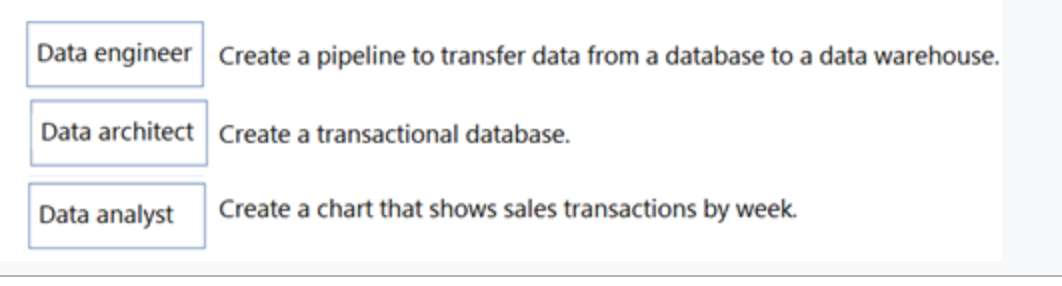 Data engineer Create a pipeline to transfer data from a database to a data warehouse.
Data architect Create a transactional database.
Data analyst Create a chart that shows sales transactions by week.